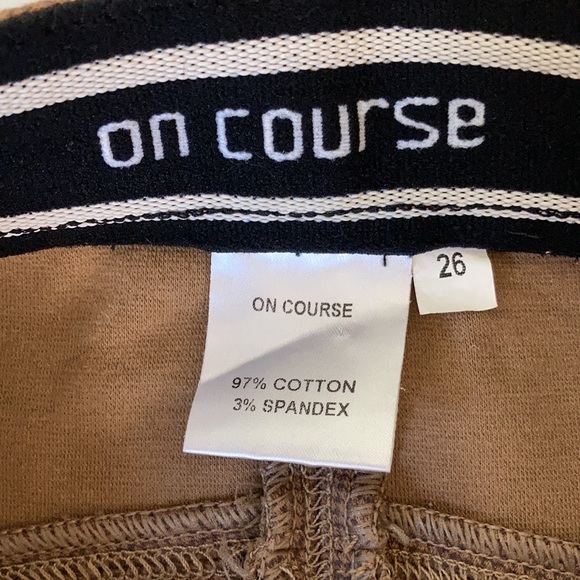 on course
26
ON COURSE
97% COTTON
3% SPANDEX